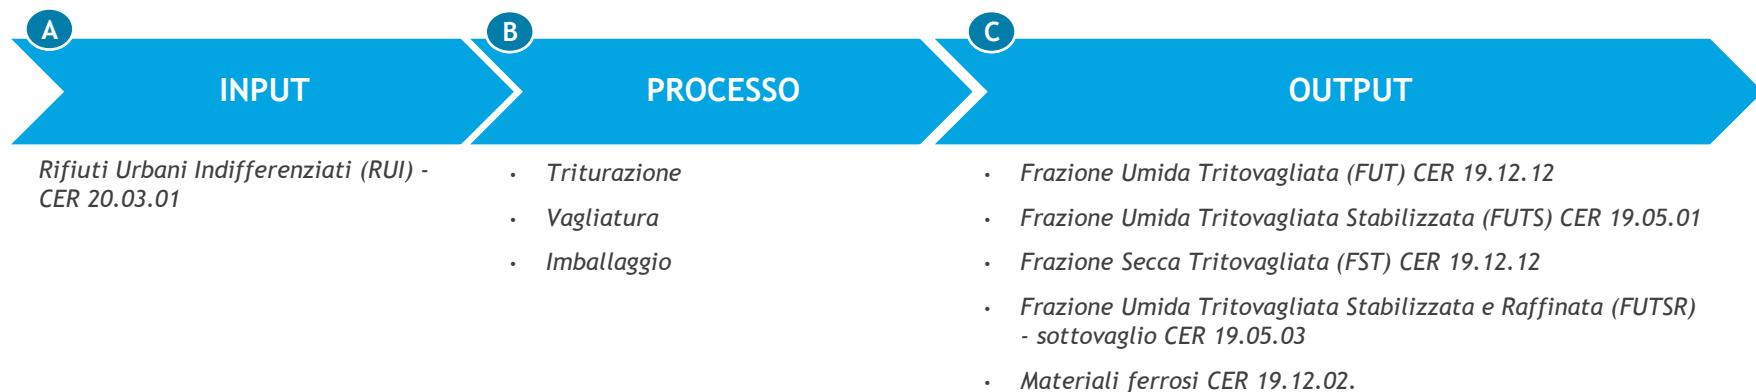 A
INPUT
Rifiuti Urbani Indifferenziati (RUI) -
CER 20.03.01
B
PROCESSO
• Triturazione
• Vagliatura
• Imballaggio
C
OUTPUT
• Frazione Umida Tritovagliata (FUT) CER 19.12.12
• Frazione Umida Tritovagliata Stabilizzata (FUTS) CER 19.05.01
• Frazione Secca Tritovagliata (FST) CER 19.12.12
• Frazione Umida Tritovagliata Stabilizzata e Raffinata (FUTSR)
- sottovaglio CER 19.05.03
• Materiali ferrosi CER 19.12.02.